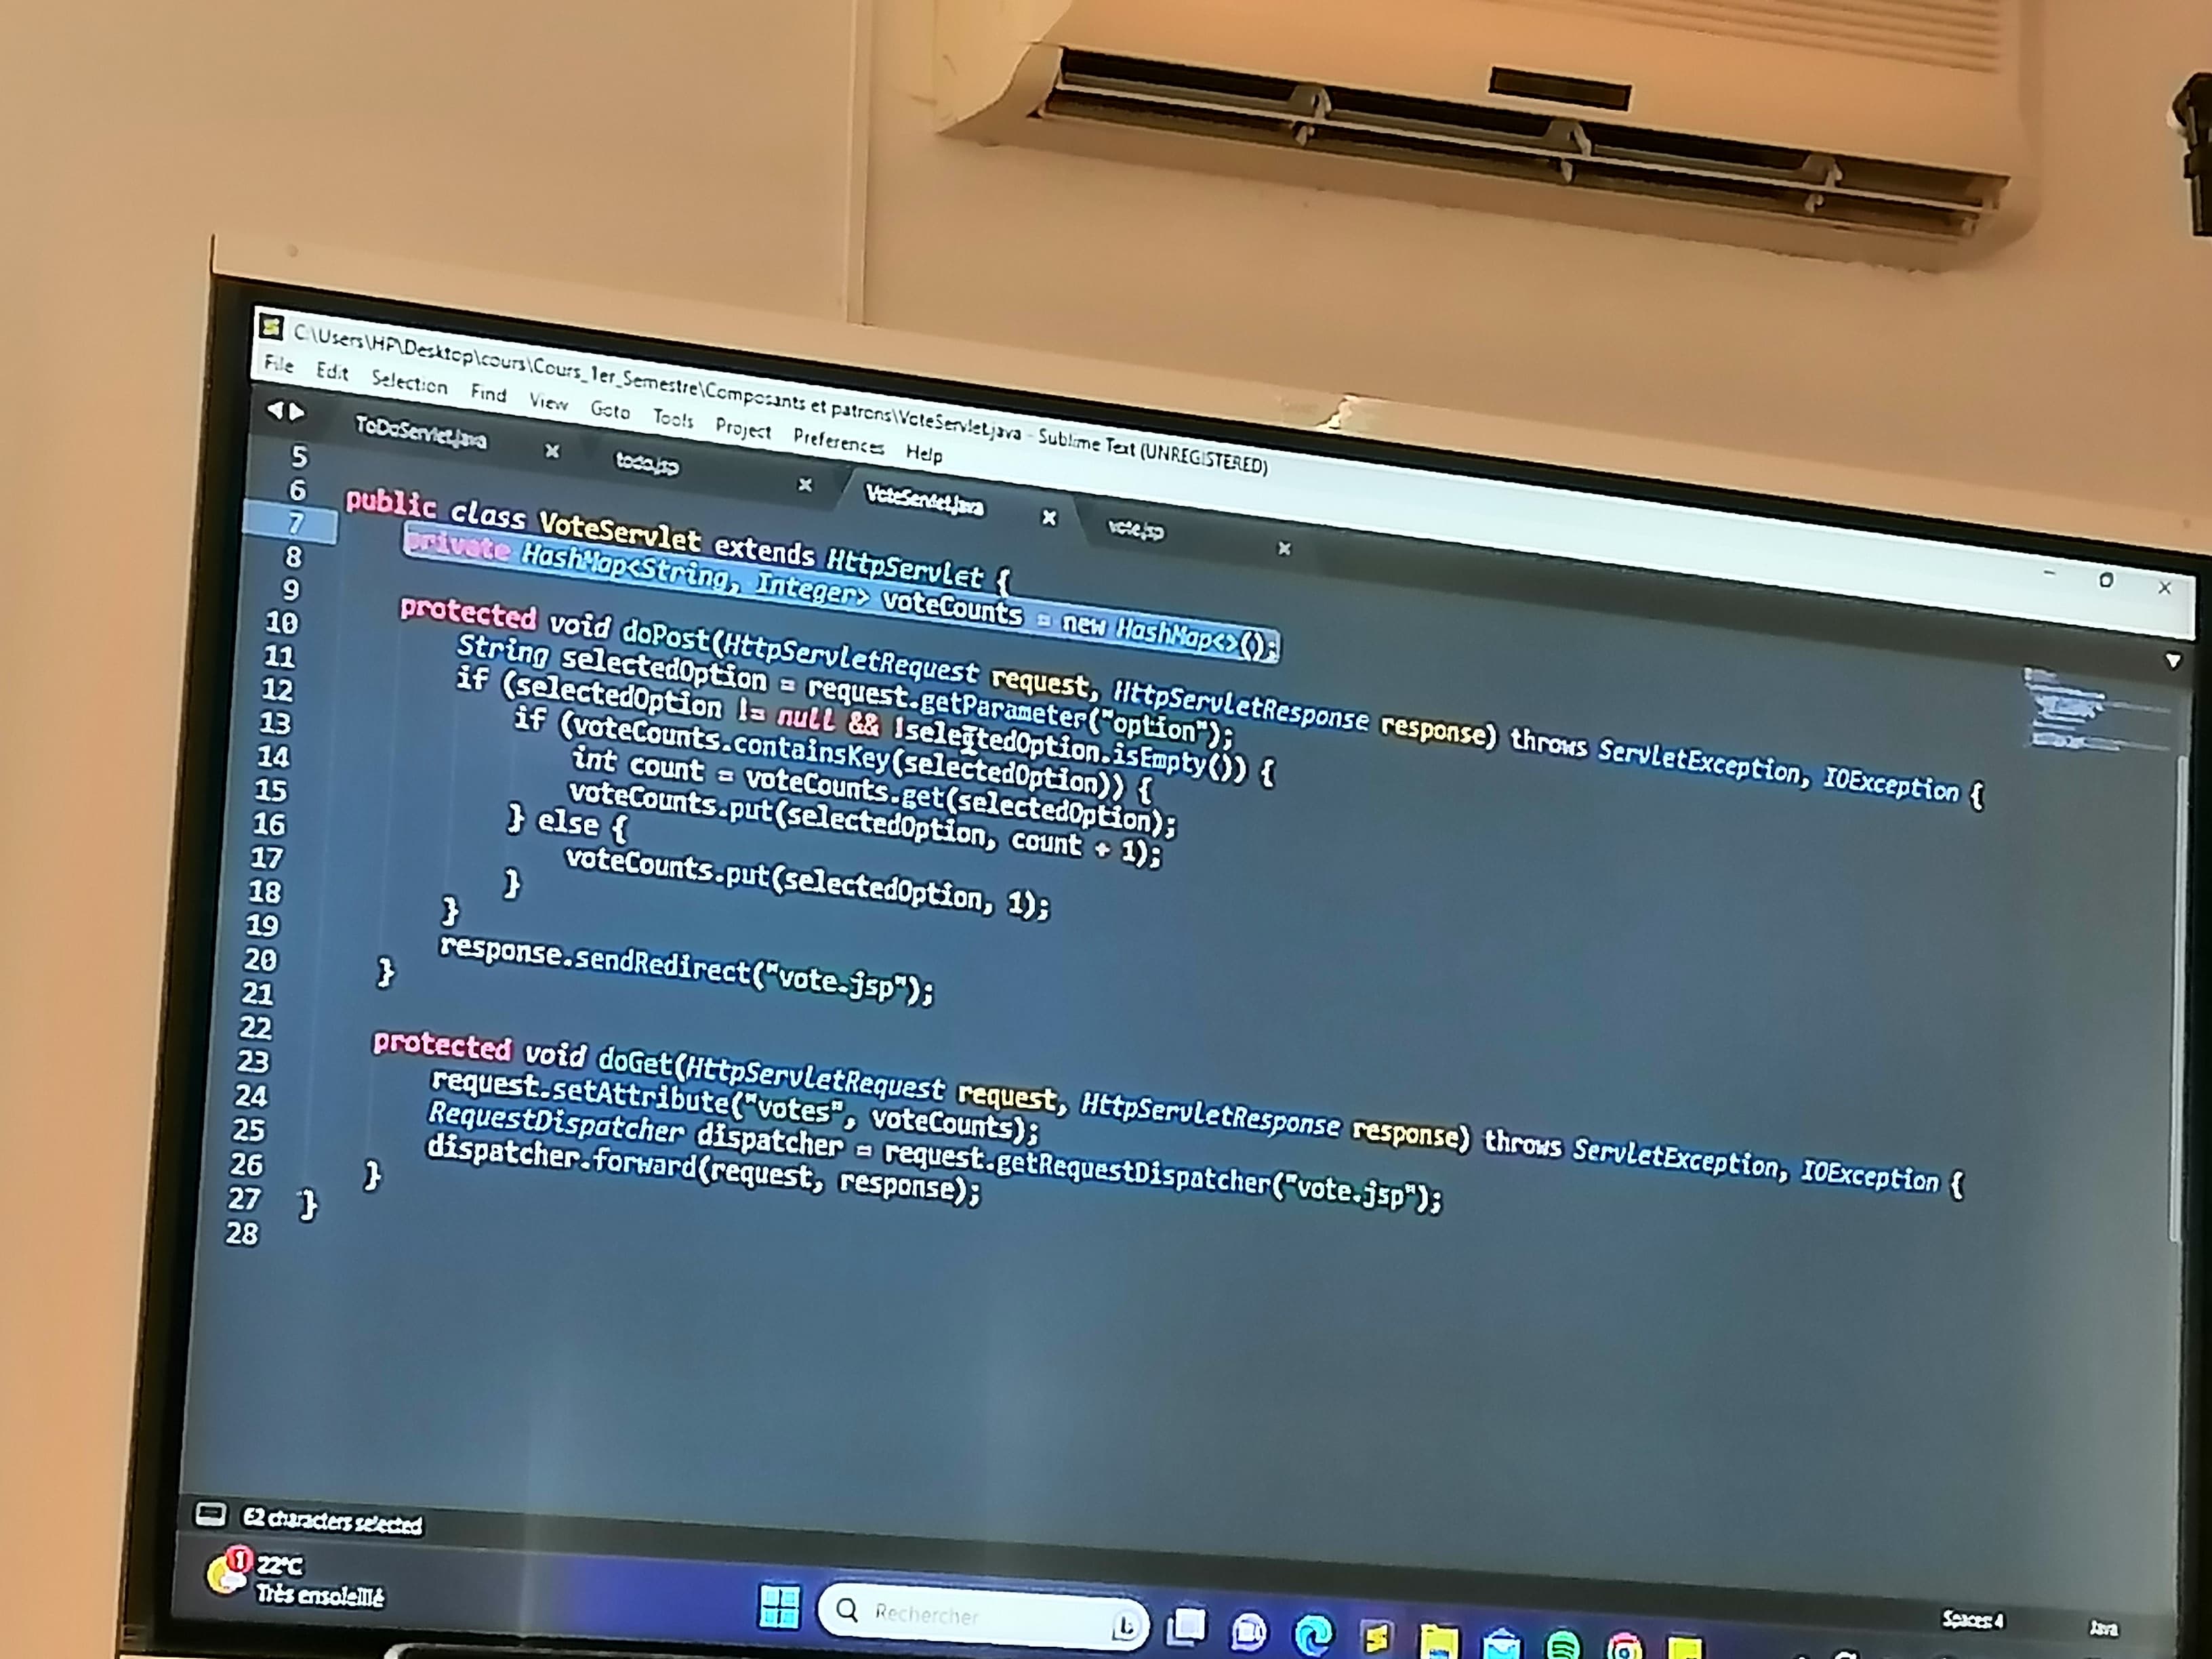 C:\Users\HP\Desktop\cours\Cours_1er_Semestre\Composants et patrons\VoteServlet.java - Sublime Text (UNREGISTERED)
File Edit Selection Find View Goto Tools Project Preferences Help
ToDoServlet.java todo.jsp VoteServlet.java vote.jsp
5
6 public class VoteServlet extends HttpServlet {
7 private HashMap<String, Integer> voteCounts = new HashMap<>();
8
9 protected void doPost(HttpServletRequest request, HttpServletResponse response) throws ServletException, IOException {
10 String selectedOption = request.getParameter("option");
11 if (selectedOption != null && !selectedOption.isEmpty()) {
12 if (voteCounts.containsKey(selectedOption)) {
13 int count = voteCounts.get(selectedOption);
14 voteCounts.put(selectedOption, count + 1);
15 } else {
16 voteCounts.put(selectedOption, 1);
17 }
18 }
19 response.sendRedirect("vote.jsp");
20 }
21
22 protected void doGet(HttpServletRequest request, HttpServletResponse response) throws ServletException, IOException {
23 request.setAttribute("votes", voteCounts);
24 RequestDispatcher dispatcher = request.getRequestDispatcher("vote.jsp");
25 dispatcher.forward(request, response);
26 }
27 }
28
62 characters selected
Spaces: 4 Java
1
22°C
Très ensoleillé
Rechercher